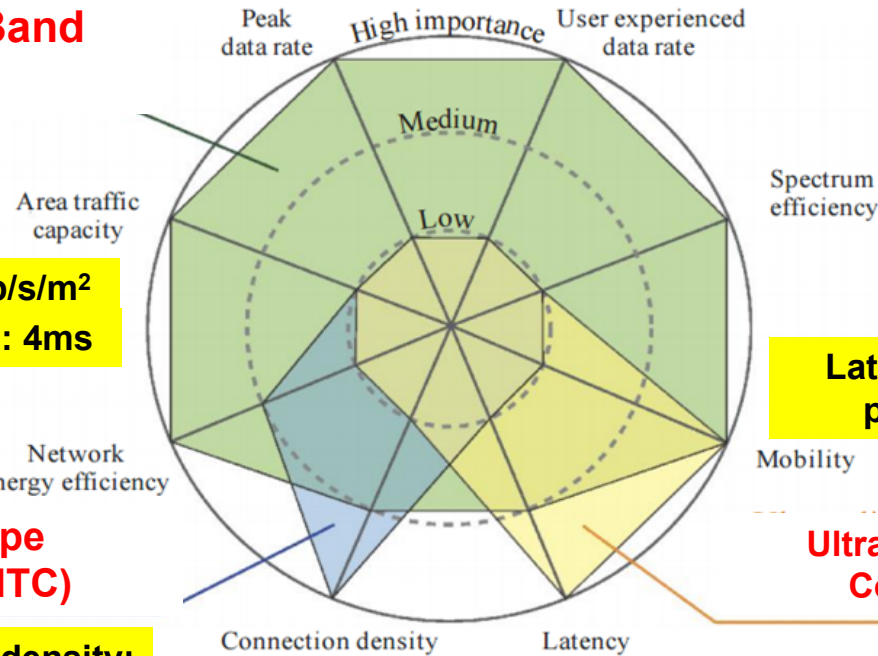 Band
Peak
data rate
High importance
User experienced
data rate
Medium
Low
Area traffic
capacity
Spectrum
efficiency
/s/m²
: 4ms
Lat
p
Network
nergy efficiency
Mobility
pe
TC)
Ultra
Co
Connection density
Latency
density: